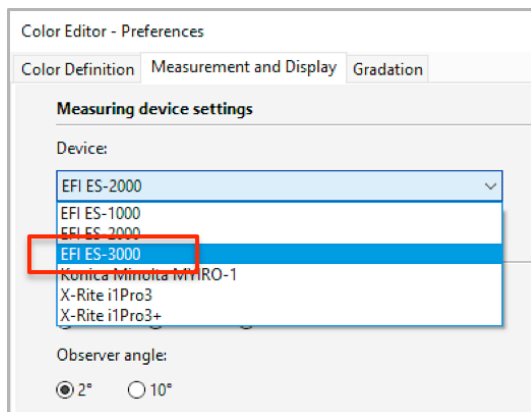 Color Editor - Preferences
Color Definition Measurement and Display Gradation
Measuring device settings
Device:
EFI ES-2000
EFI ES-1000
EFI ES-2000
EFI ES-3000
Konica Minolta MYIRO-1
X-Rite i1Pro3
X-Rite i1Pro3+
Observer angle:
2° 10°